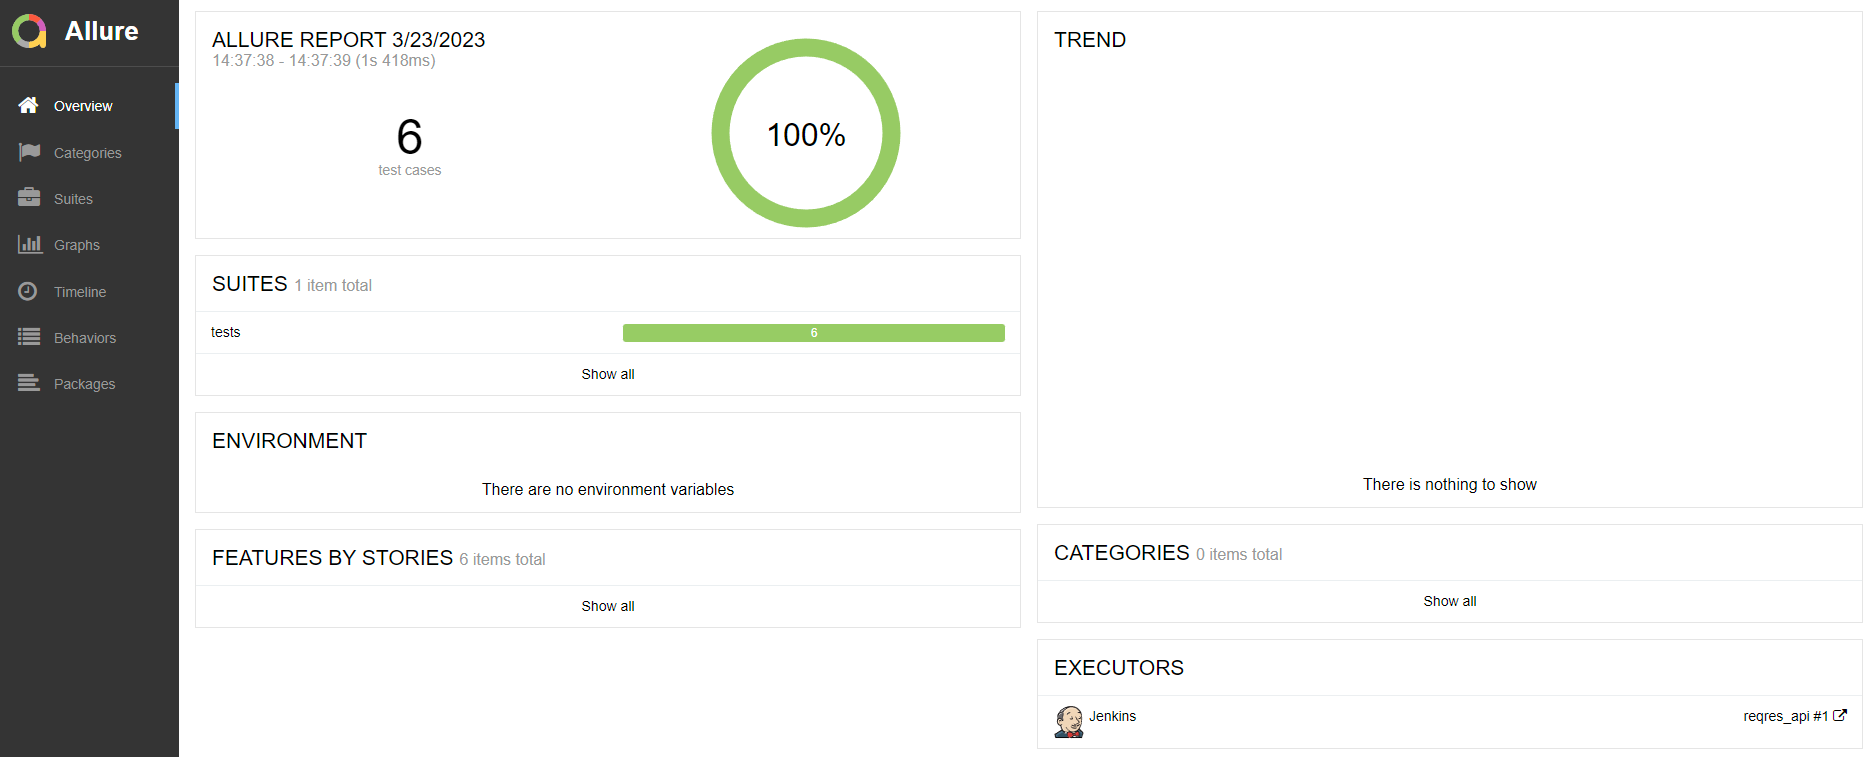 Allure
Overview
Categories
Suites
Graphs
Timeline
Behaviors
Packages
ALLURE REPORT 3/23/2023
14:37:38 - 14:37:39 (1s 418ms)
6
test cases
100%
SUITES 1 item total
tests 6
Show all
ENVIRONMENT
There are no environment variables
FEATURES BY STORIES 6 items total
Show all
TREND
There is nothing to show
CATEGORIES 0 items total
Show all
EXECUTORS
Jenkins reqres_api #1